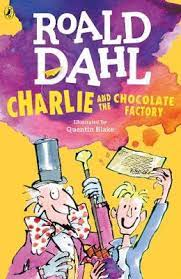 ROALD
DAHL
CHARLIE AND THE CHOCOLATE
FACTORY
Illustrated by
Quentin Blake